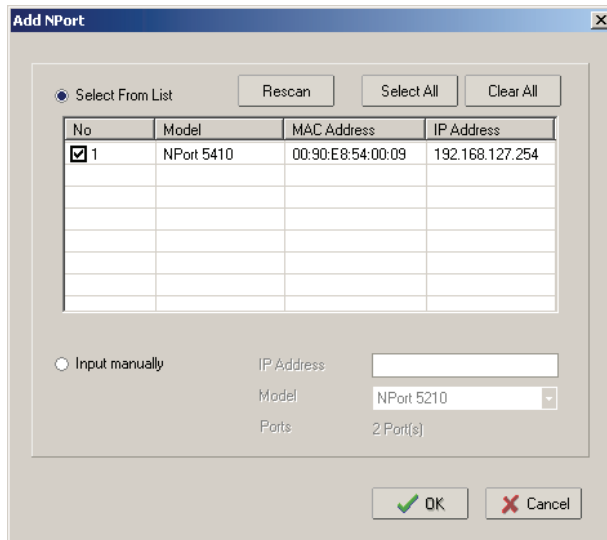 Add NPort
Select From List Rescan Select All Clear All
No Model MAC Address IP Address
1 NPort 5410 00:90:E8:54:00:09 192.168.127.254
Input manually IP Address
Model NPort 5210
Ports 2 Port(s)
OK Cancel